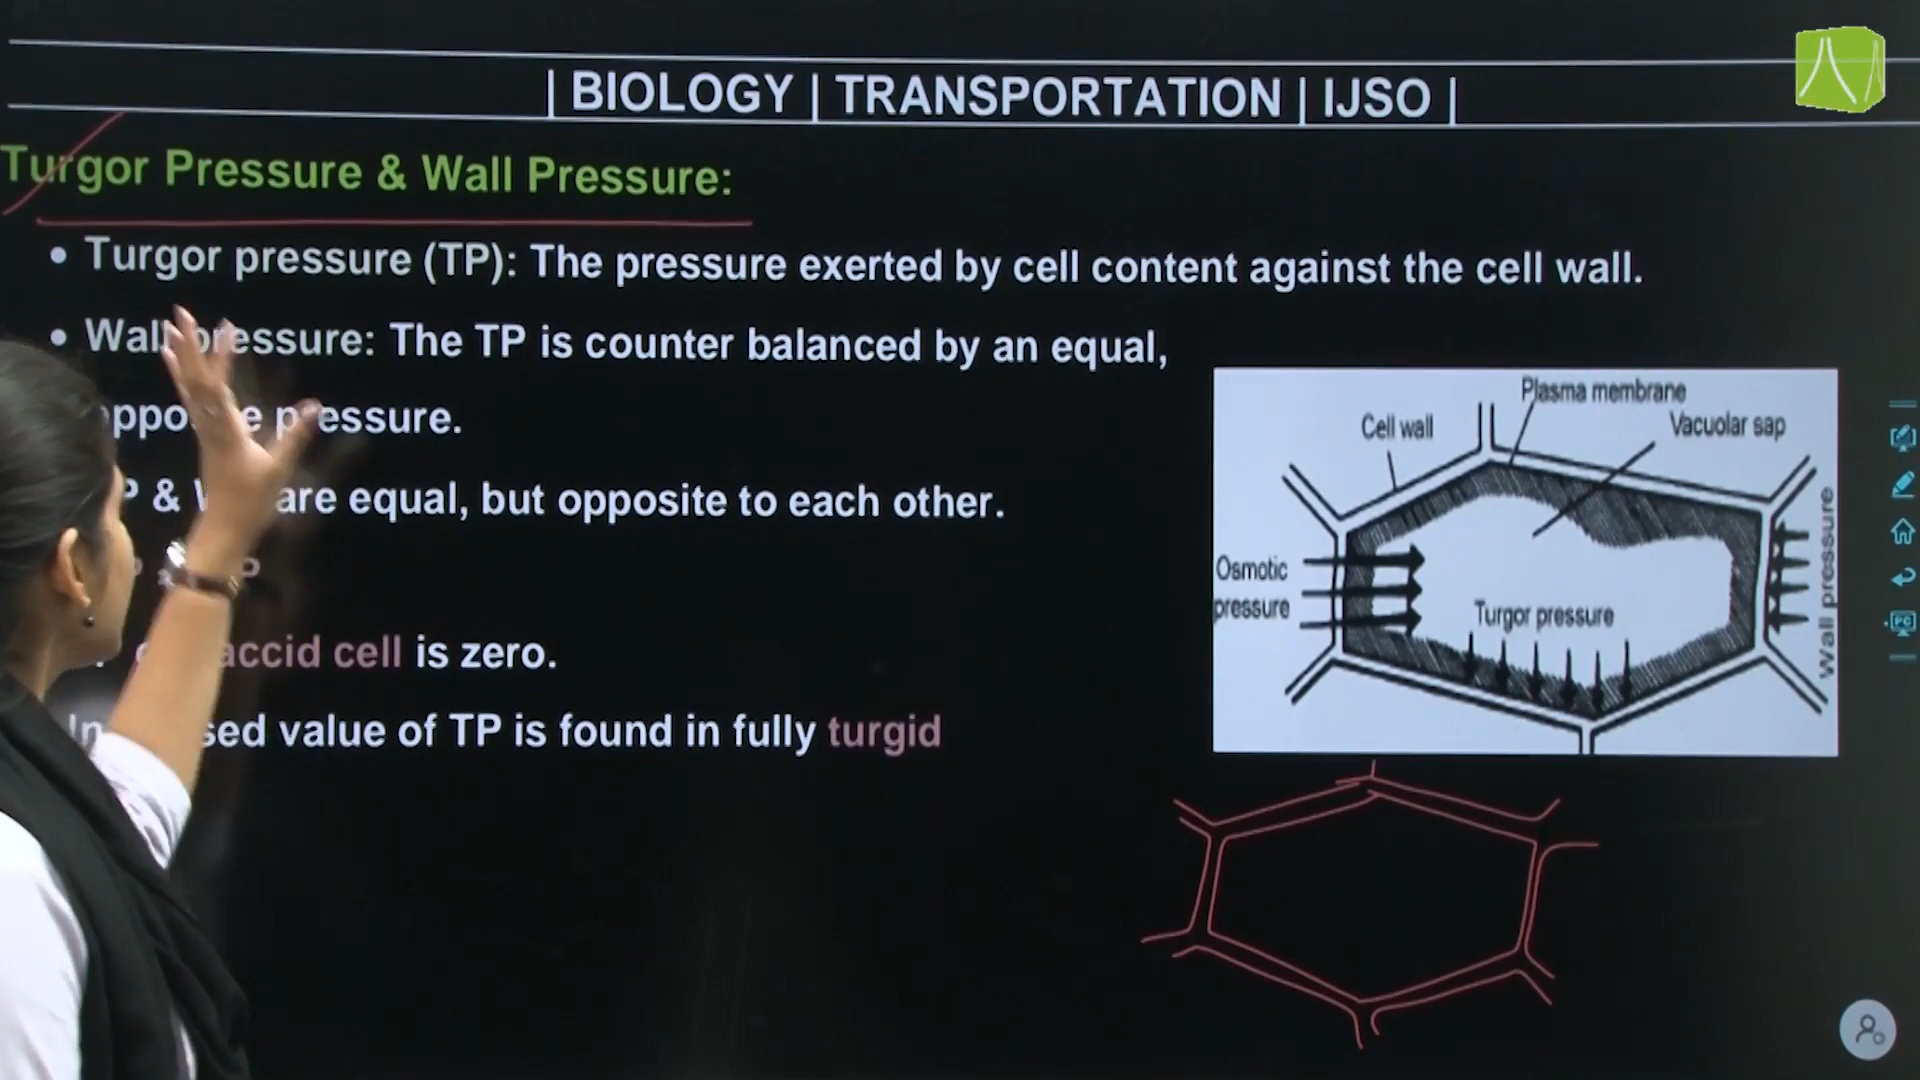 | BIOLOGY | TRANSPORTATION | IJSO |
Turgor Pressure & Wall Pressure:
• Turgor pressure (TP): The pressure exerted by cell content against the cell wall.
• Wall pressure: The TP is counter balanced by an equal,
pressure.
& are equal, but opposite to each other.
cell is zero.
value of TP is found in fully turgid
Plasma membrane
Cell wall
Vacuolar sap
Osmotic
pressure
Turgor pressure
Wall pressure
PC